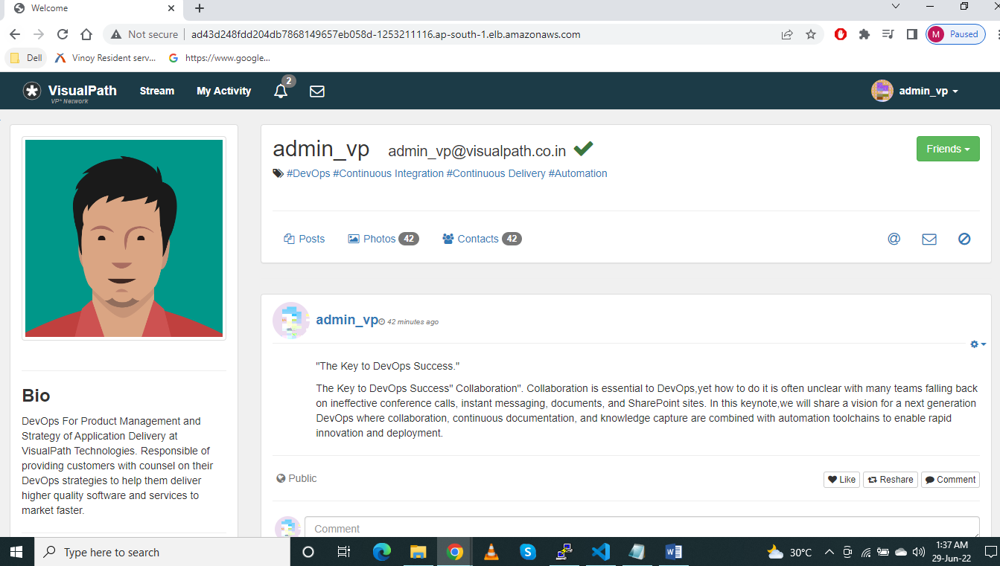 Welcome
Not secure
ad43d248fdd204db7868149657eb058d-1253211116.ap-south-1.elb.amazonaws.com
M
Paused
Dell
Vinoy Resident serv...
https://www.google...
VisualPath
VP* Network
Stream
My Activity
2
admin_vp
admin_vp
admin_vp@visualpath.co.in
Friends
#DevOps #Continuous Integration #Continuous Delivery #Automation
Posts
Photos 42
Contacts 42
@
admin_vp 42 minutes ago
"The Key to DevOps Success."
The Key to DevOps Success" Collaboration". Collaboration is essential to DevOps,yet how to do it is often unclear with many teams falling back
on ineffective conference calls, instant messaging, documents, and SharePoint sites. In this keynote,we will share a vision for a next generation
DevOps where collaboration, continuous documentation, and knowledge capture are combined with automation toolchains to enable rapid
innovation and deployment.
Public
Like
Reshare
Comment
Comment
Bio
DevOps For Product Management and
Strategy of Application Delivery at
VisualPath Technologies. Responsible of
providing customers with counsel on their
DevOps strategies to help them deliver
higher quality software and services to
market faster.
Type here to search
30°C
1:37 AM
29-Jun-22